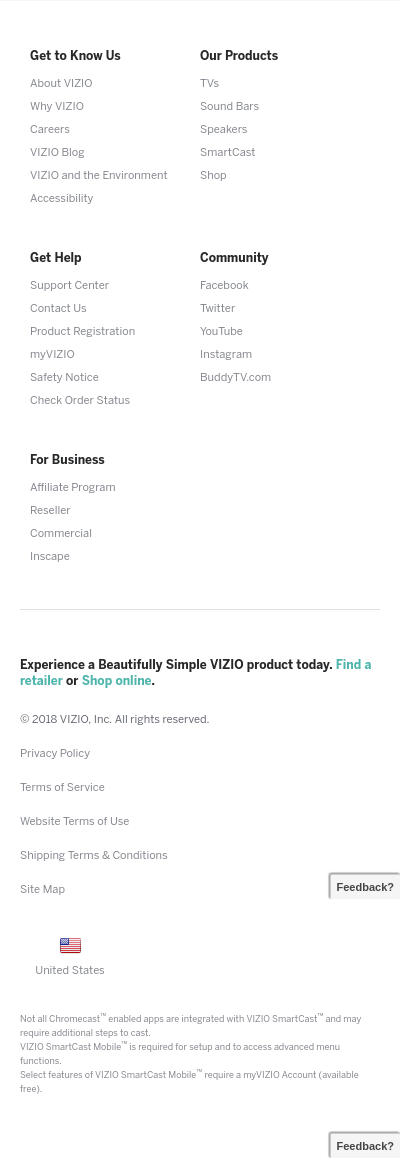 Get to Know Us
About VIZIO
Why VIZIO
Careers
VIZIO Blog
VIZIO and the Environment
Accessibility
Our Products
TVs
Sound Bars
Speakers
SmartCast
Shop
Get Help
Support Center
Contact Us
Product Registration
myVIZIO
Safety Notice
Check Order Status
Community
Facebook
Twitter
YouTube
Instagram
BuddyTV.com
For Business
Affiliate Program
Reseller
Commercial
Inscape
Experience a Beautifully Simple VIZIO product today. Find a
retailer or Shop online.
© 2018 VIZIO, Inc. All rights reserved.
Privacy Policy
Terms of Service
Website Terms of Use
Shipping Terms & Conditions
Site Map
Feedback?
United States
Not all Chromecast™ enabled apps are integrated with VIZIO SmartCast™ and may
require additional steps to cast.
VIZIO SmartCast Mobile™ is required for setup and to access advanced menu
functions.
Select features of VIZIO SmartCast Mobile™ require a myVIZIO Account (available
free).
Feedback?